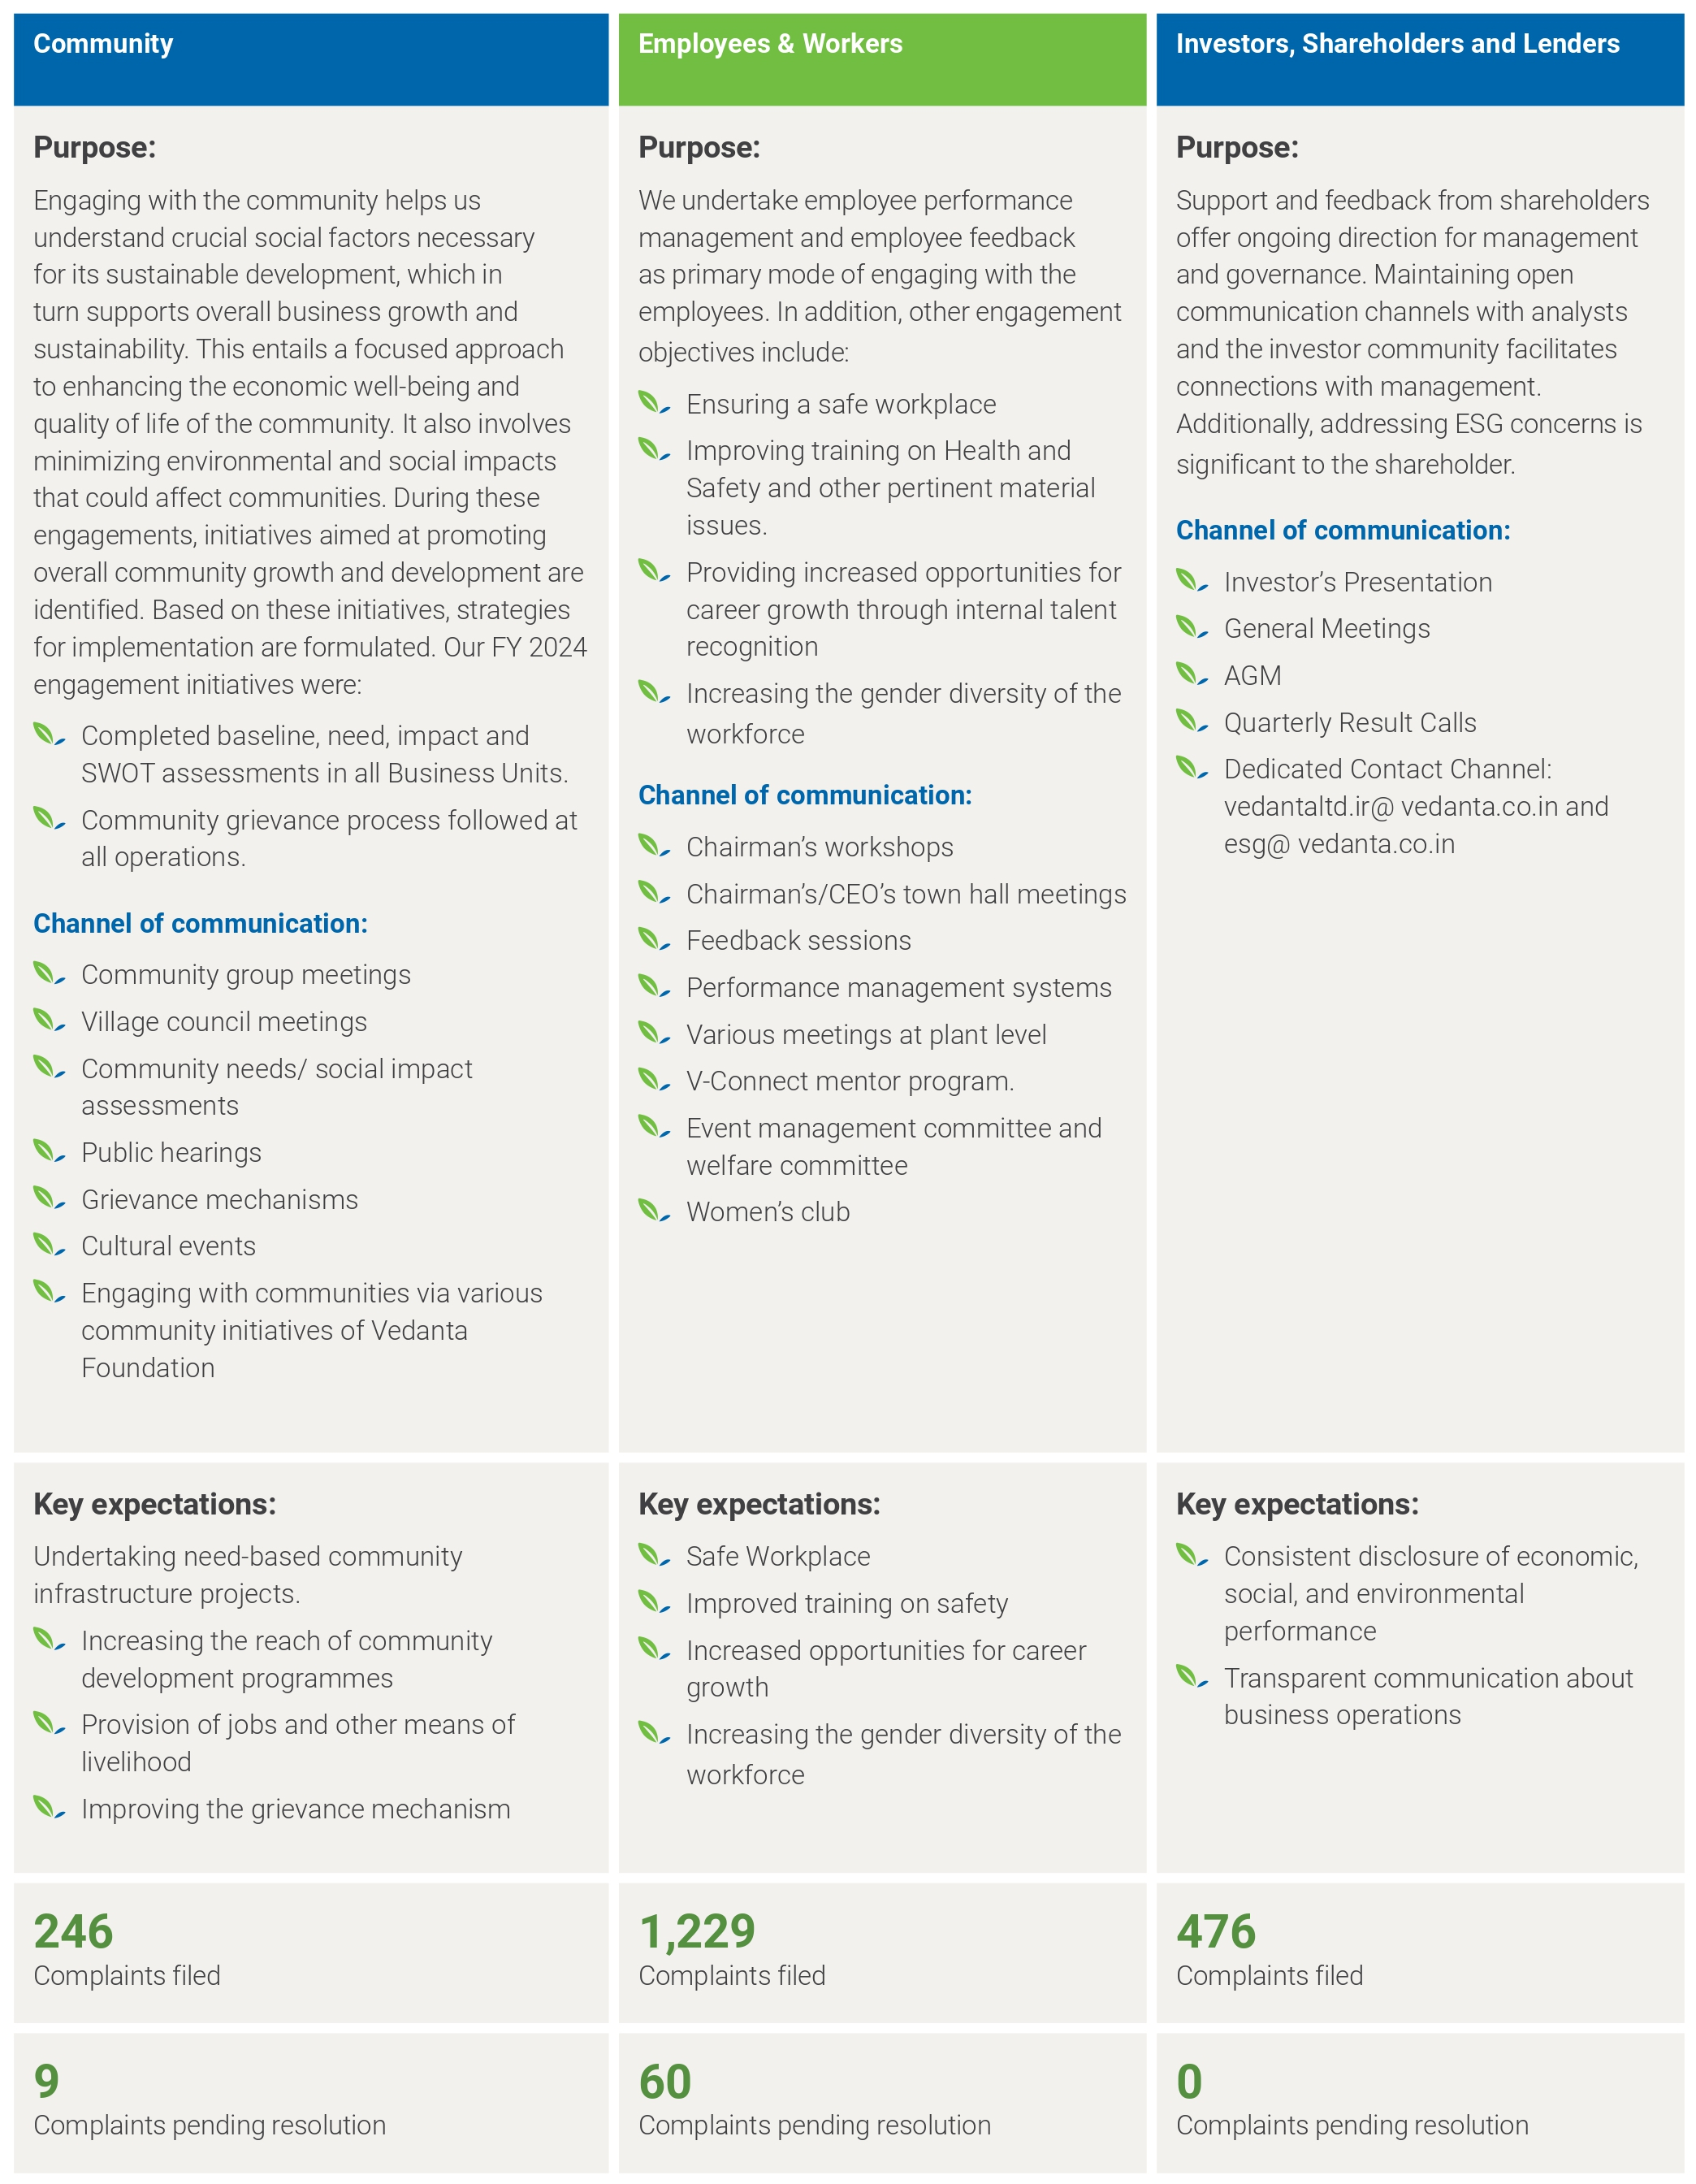 Community
Purpose:
Engaging with the community helps us
understand crucial social factors necessary
for its sustainable development, which in
turn supports overall business growth and
sustainability. This entails a focused approach
to enhancing the economic well-being and
quality of life of the community. It also involves
minimizing environmental and social impacts
that could affect communities. During these
engagements, initiatives aimed at promoting
overall community growth and development are
identified. Based on these initiatives, strategies
for implementation are formulated. Our FY 2024
engagement initiatives were:
Completed baseline, need, impact and
SWOT assessments in all Business Units.
Community grievance process followed at
all operations.
Channel of communication:
Community group meetings
Village council meetings
Community needs/ social impact
assessments
Public hearings
Grievance mechanisms
Cultural events
Engaging with communities via various
community initiatives of Vedanta
Foundation
Key expectations:
Undertaking need-based community
infrastructure projects.
Increasing the reach of community
development programmes
Provision of jobs and other means of
livelihood
Improving the grievance mechanism
246
Complaints filed
9
Complaints pending resolution
Employees & Workers
Purpose:
We undertake employee performance
management and employee feedback
as primary mode of engaging with the
employees. In addition, other engagement
objectives include:
Ensuring a safe workplace
Improving training on Health and
Safety and other pertinent material
issues.
Providing increased opportunities for
career growth through internal talent
recognition
Increasing the gender diversity of the
workforce
Channel of communication:
Chairman’s workshops
Chairman’s/CEO’s town hall meetings
Feedback sessions
Performance management systems
Various meetings at plant level
V-Connect mentor program.
Event management committee and
welfare committee
Women’s club
Key expectations:
Safe Workplace
Improved training on safety
Increased opportunities for career
growth
Increasing the gender diversity of the
workforce
1,229
Complaints filed
60
Complaints pending resolution
Investors, Shareholders and Lenders
Purpose:
Support and feedback from shareholders
offer ongoing direction for management
and governance. Maintaining open
communication channels with analysts
and the investor community facilitates
connections with management.
Additionally, addressing ESG concerns is
significant to the shareholder.
Channel of communication:
Investor’s Presentation
General Meetings
AGM
Quarterly Result Calls
Dedicated Contact Channel:
vedantaltd.ir@ vedanta.co.in and
esg@ vedanta.co.in
Key expectations:
Consistent disclosure of economic,
social, and environmental
performance
Transparent communication about
business operations
476
Complaints filed
0
Complaints pending resolution